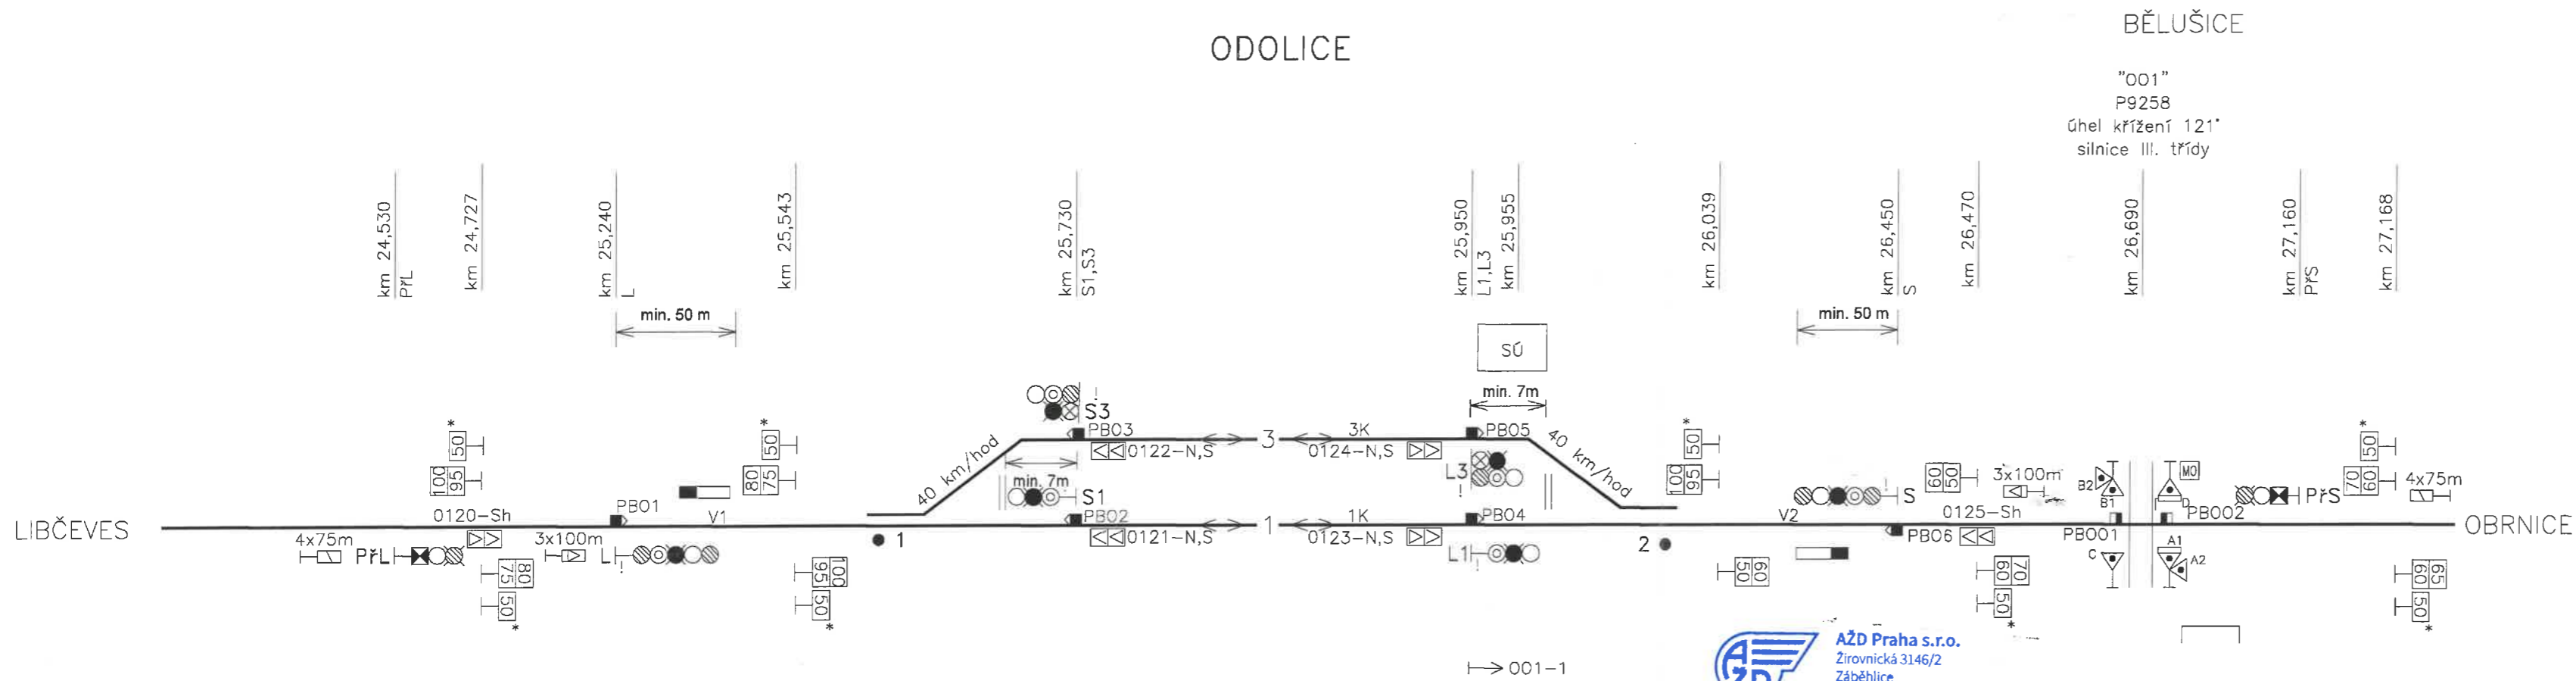 ODOLICE
BĚLUŠICE
"001"
P9258
úhel křížení 121°
silnice III. třídy
km 24,530
PřL
km 24,727
km 25,240
L
km 25,543
km 25,730
S1,S3
km 25,950
L1,L3
km 25,955
km 26,039
km 26,450
S
km 26,470
km 26,690
km 27,160
PřS
km 27,168
min. 50 m
min. 50 m
SÚ
min. 7m
S3
PB03
0122-N,S
3
3K
0124-N,S
PB05
40 km/hod
40 km/hod
L3
min. 7m
S1
* 50
100 95
* 50
80 75
* 50
100 95
S
60 50
3x100m
B2
B1
MO
D
PřS
* 50
70 60
4x75m
LIBČEVES
0120-Sh
PB01
V1
PB02
0121-N,S
1
1K
0123-N,S
PB04
V2
PB06
0125-Sh
PB001
PB002
OBRNICE
4x75m
PřL
3x100m
L
1
L1
2
C
A1
A2
80 75
50 *
100 95
50 *
60 50
70 60
50 *
65 60
50 *
001-1
AŽD
AŽD Praha s.r.o.
Žirovnická 3146/2
Záběhlice